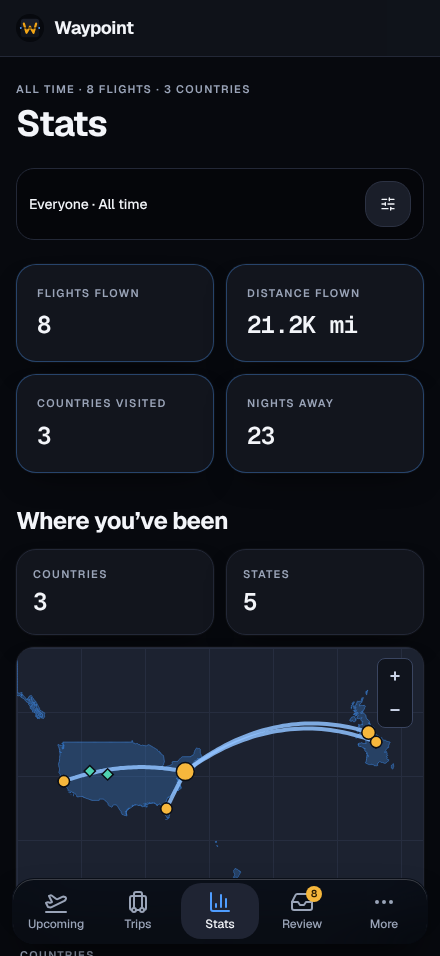 Waypoint
ALL TIME · 8 FLIGHTS · 3 COUNTRIES
Stats
Everyone · All time
FLIGHTS FLOWN
8
DISTANCE FLOWN
21.2K mi
COUNTRIES VISITED
3
NIGHTS AWAY
23
Where you’ve been
COUNTRIES
3
STATES
5
+
−
8
Upcoming
Trips
Stats
Review
More
COUNTRIES